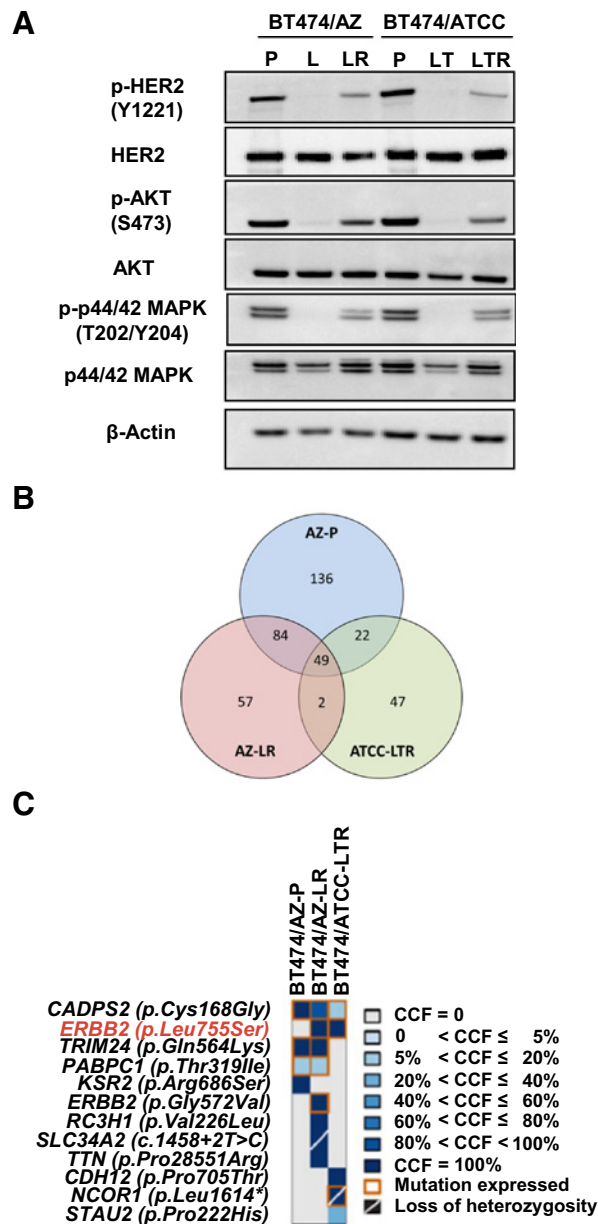 A
BT474/AZ BT474/ATCC
P L LR P LT LTR
p-HER2
(Y1221)
HER2
p-AKT
(S473)
AKT
p-p44/42 MAPK
(T202/Y204)
p44/42 MAPK
β-Actin
B
AZ-P
136
84
22
49
57
2
47
AZ-LR
ATCC-LTR
C
BT474/AZ-P
BT474/AZ-LR
BT474/ATCC-LTR
CADPS2 (p.Cys168Gly)
ERBB2 (p.Leu755Ser)
TRIM24 (p.Gln564Lys)
PABPC1 (p.Thr319Ile)
KSR2 (p.Arg686Ser)
ERBB2 (p.Gly572Val)
RC3H1 (p.Val226Leu)
SLC34A2 (c.1458+2T>C)
TTN (p.Pro28551Arg)
CDH12 (p.Pro705Thr)
NCOR1 (p.Leu1614*)
STAU2 (p.Pro222His)
CCF = 0
0 < CCF ≤ 5%
5% < CCF ≤ 20%
20% < CCF ≤ 40%
40% < CCF ≤ 60%
60% < CCF ≤ 80%
80% < CCF < 100%
CCF = 100%
Mutation expressed
Loss of heterozygosity